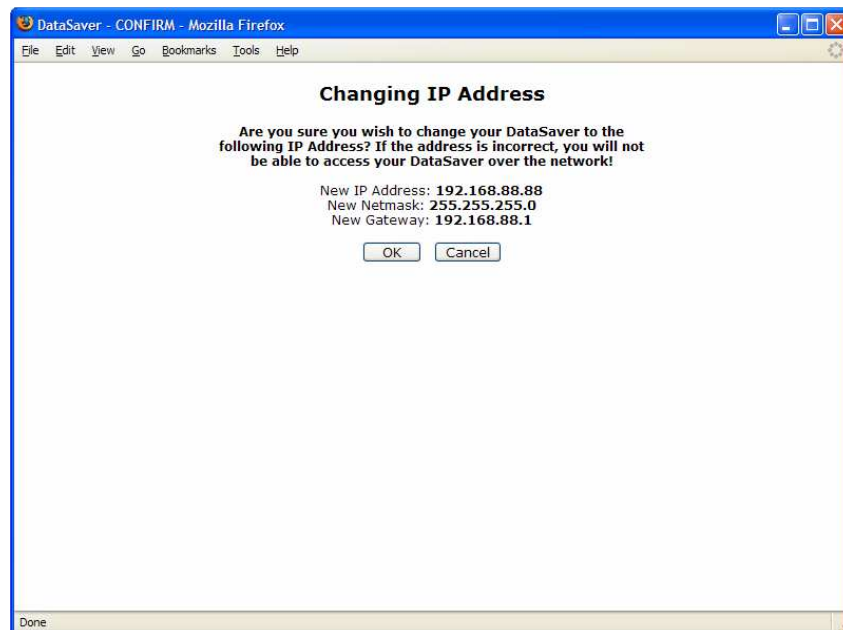 DataSaver - CONFIRM - Mozilla Firefox
File Edit View Go Bookmarks Tools Help
Changing IP Address
Are you sure you wish to change your DataSaver to the
following IP Address? If the address is incorrect, you will not
be able to access your DataSaver over the network!
New IP Address: 192.168.88.88
New Netmask: 255.255.255.0
New Gateway: 192.168.88.1
OK Cancel
Done